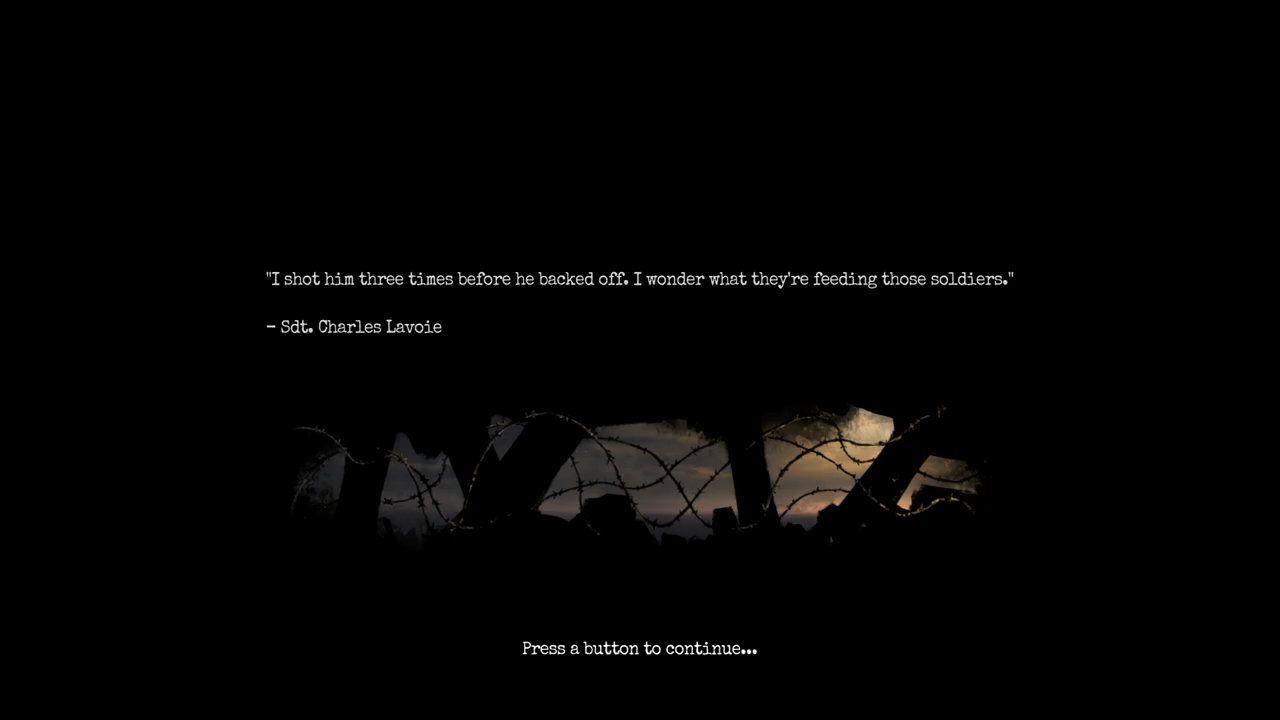 "I shot him three times before he backed off. I wonder what they're feeding those soldiers."
- Sdt. Charles Lavoie
Press a button to continue...